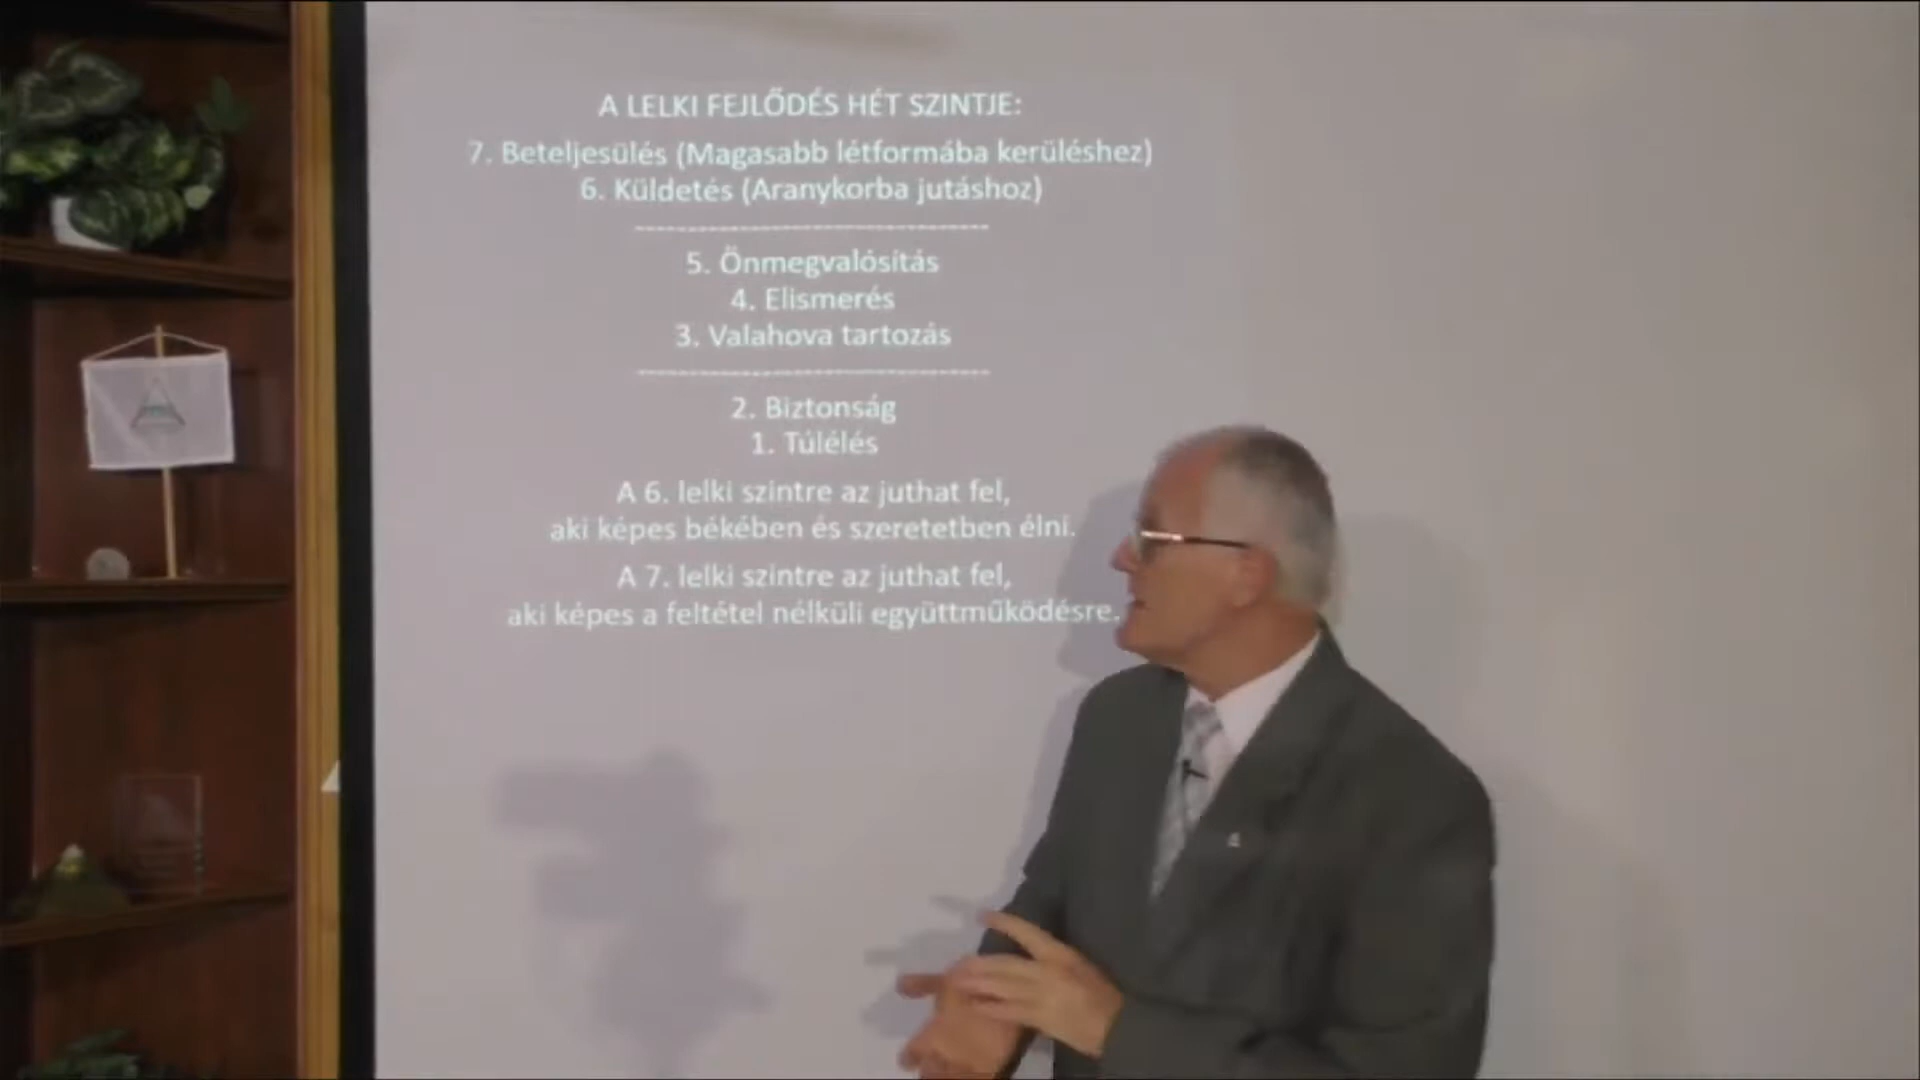 A LELKI FEJLŐDÉS HÉT SZINTJE:
7. Beteljesülés (Magasabb létformába kerüléshez)
6. Küldetés (Aranykorba jutáshoz)
--------------------------------
5. Önmegvalósítás
4. Elismerés
3. Valahova tartozás
--------------------------------
2. Biztonság
1. Túlélés
A 6. lelki szintre az juthat fel,
aki képes békében és szeretetben élni.
A 7. lelki szintre az juthat fel,
aki képes a feltétel nélküli együttműködésre.